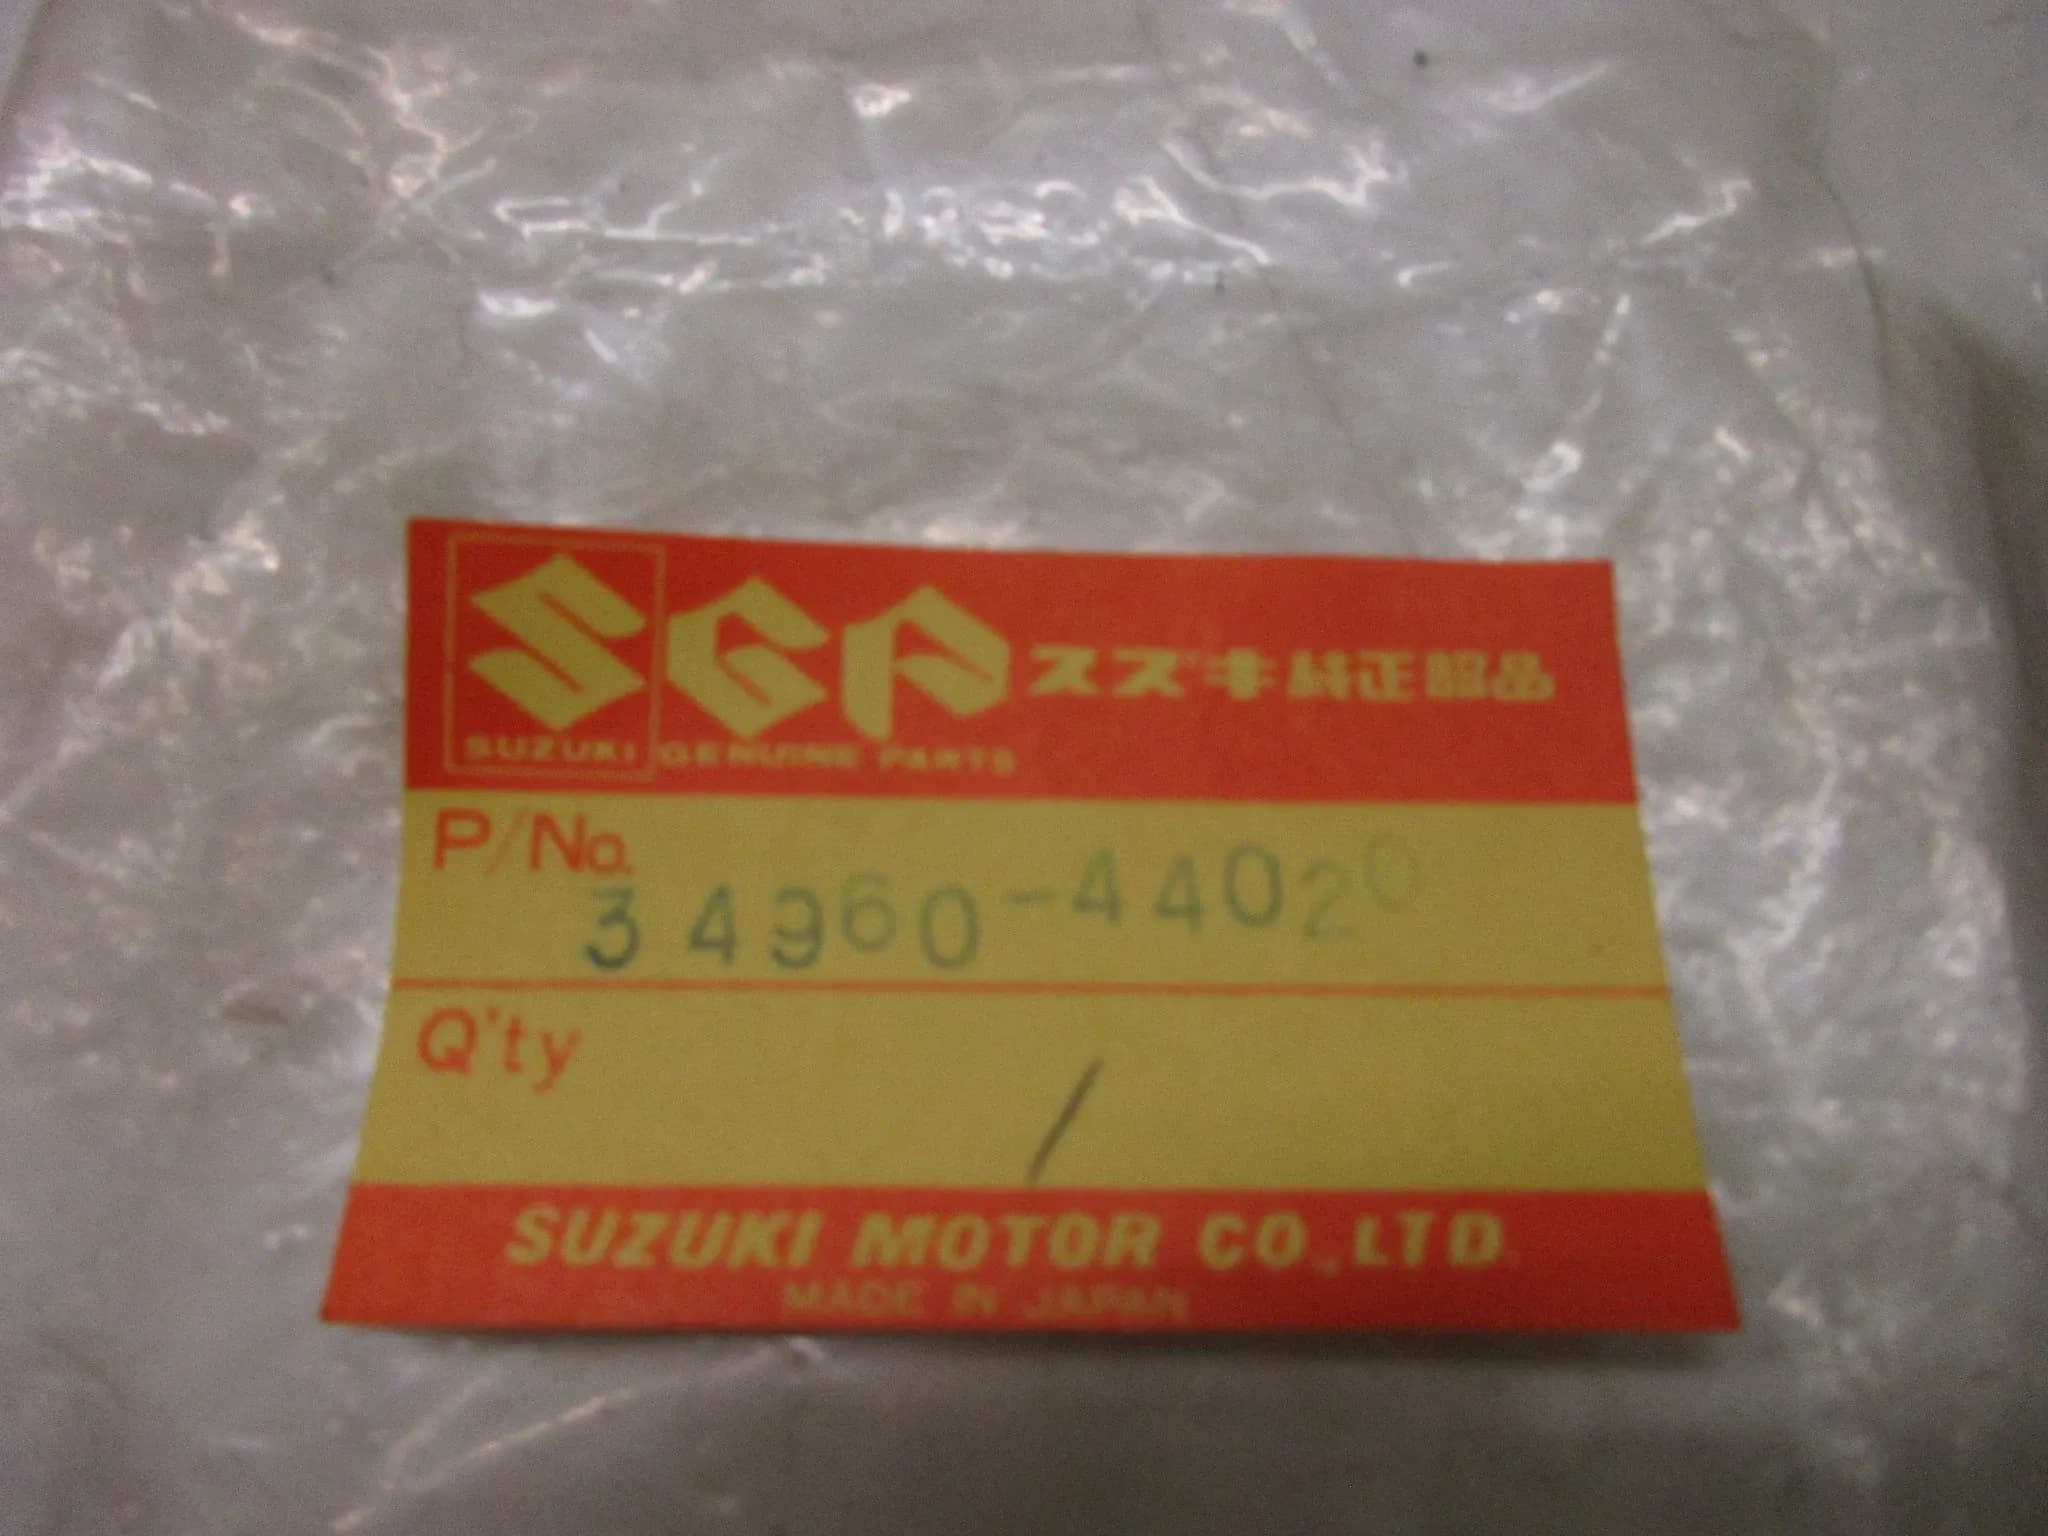 SGP スズキ純正部品
SUZUKI GENUINE PARTS
P/No.
34960-44020
Q'ty
/
SUZUKI MOTOR CO.,LTD.
MADE IN JAPAN